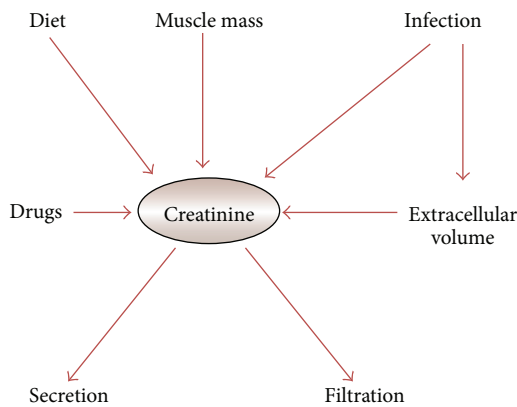 Diet
Muscle mass
Infection
Drugs
Creatinine
Extracellular
volume
Secretion
Filtration